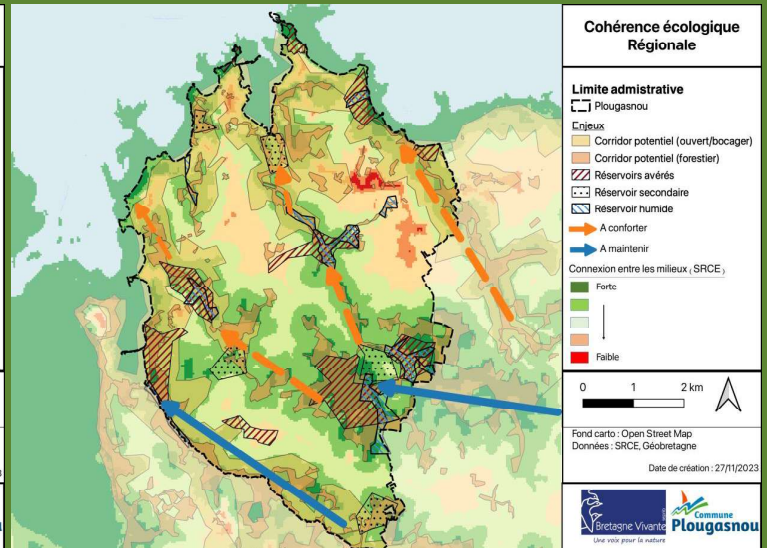 Cohérence écologique
Régionale
Limite admistrative
Plougasnou
Enjeux
Corridor potentiel (ouvert/bocager)
Corridor potentiel (forestier)
Réservoirs avérés
Réservoir secondaire
Réservoir humide
A conforter
A maintenir
Connexion entre les milieux ( SRCE )
Forte
Faible
0 1 2 km
Fond carto : Open Street Map
Données : SRCE, Géobretagne
Date de création : 27/11/2023
Bretagne Vivante
Une voix pour la nature
Commune
Plougasnou